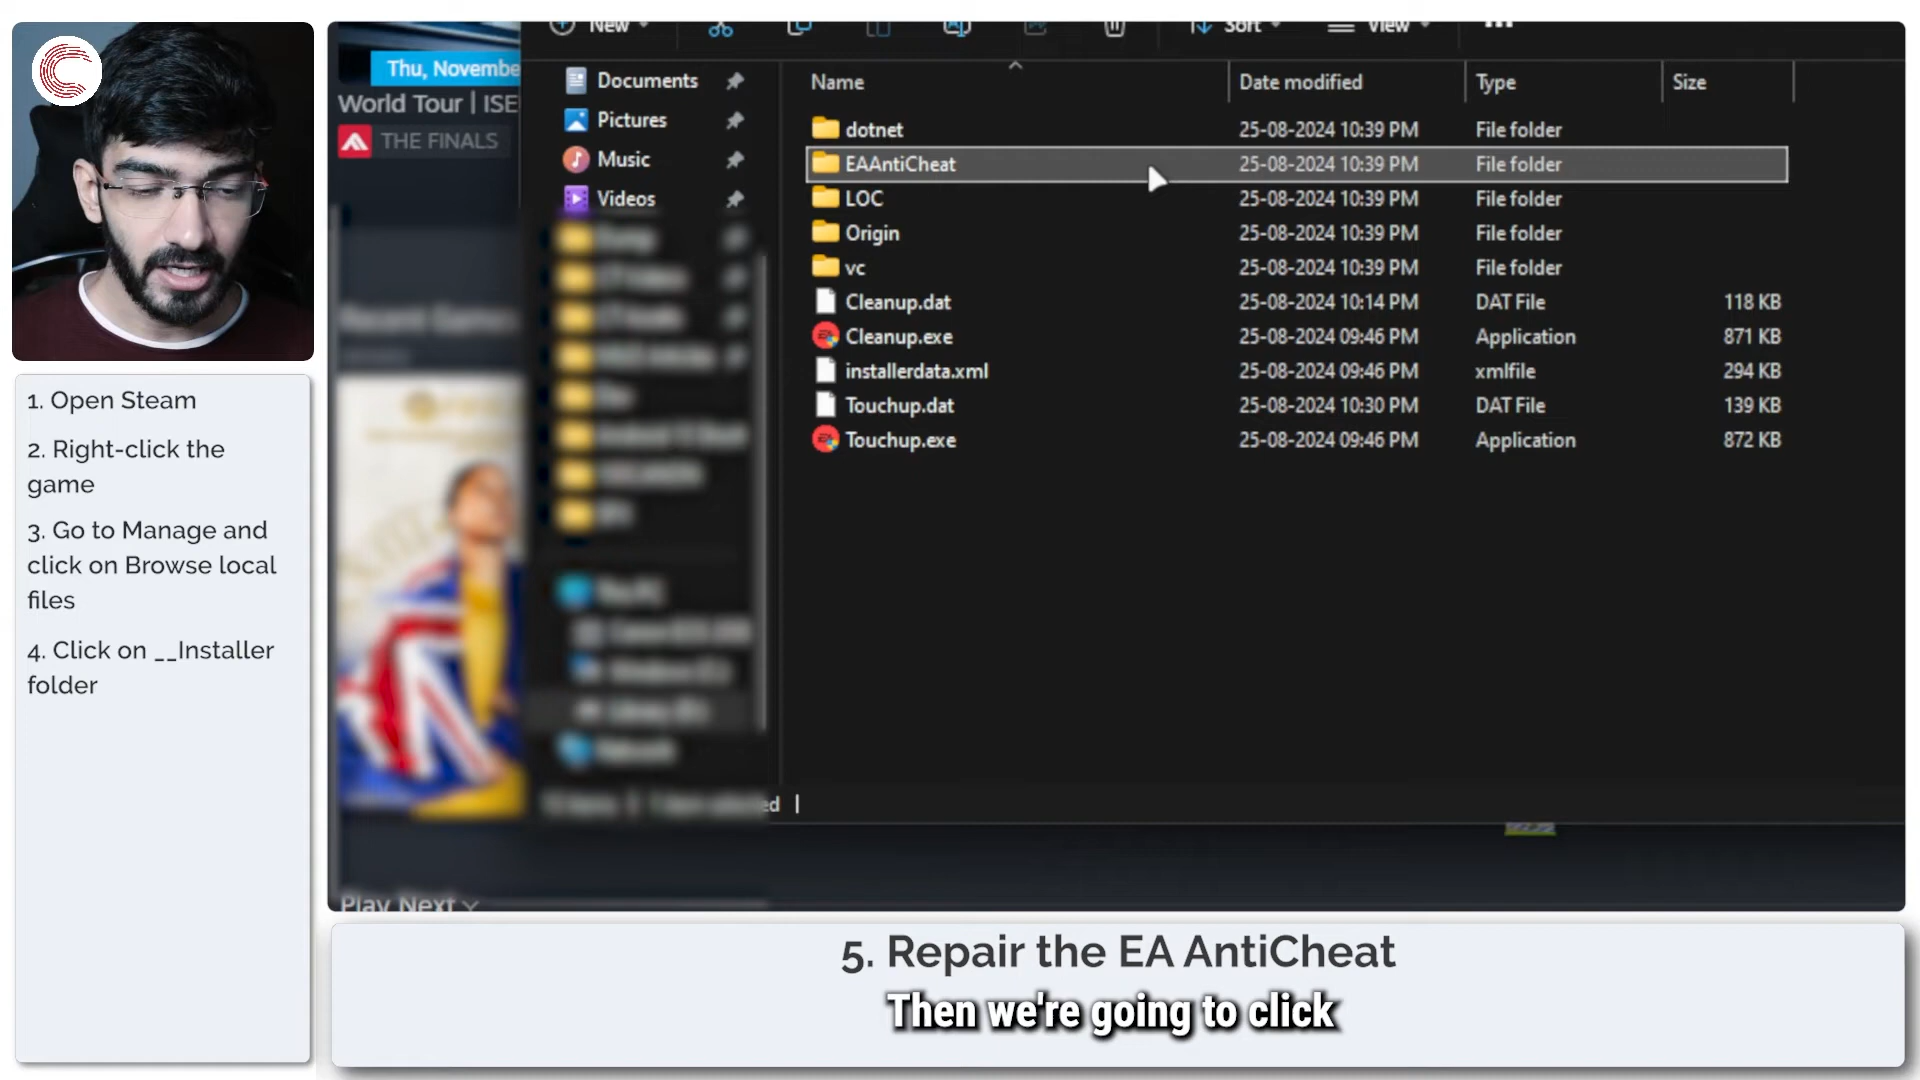 1. Open Steam
2. Right-click the
game
3. Go to Manage and
click on Browse local
files
4. Click on __Installer
folder
Thu, Novembe
World Tour | ISE
THE FINALS
Play Next
New
Sort
View
Documents
Pictures
Music
Videos
Name Date modified Type Size
dotnet 25-08-2024 10:39 PM File folder
EAAntiCheat 25-08-2024 10:39 PM File folder
LOC 25-08-2024 10:39 PM File folder
Origin 25-08-2024 10:39 PM File folder
vc 25-08-2024 10:39 PM File folder
Cleanup.dat 25-08-2024 10:14 PM DAT File 118 KB
Cleanup.exe 25-08-2024 09:46 PM Application 871 KB
installerdata.xml 25-08-2024 09:46 PM xmlfile 294 KB
Touchup.dat 25-08-2024 10:30 PM DAT File 139 KB
Touchup.exe 25-08-2024 09:46 PM Application 872 KB
5. Repair the EA AntiCheat
Then we're going to click